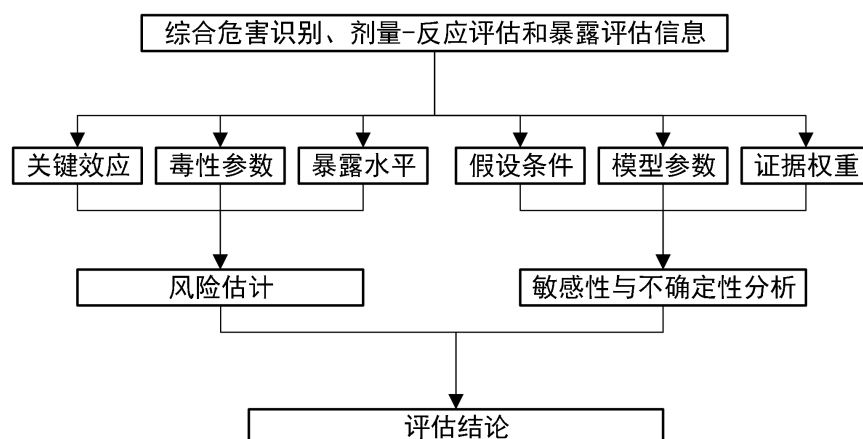 综合危害识别、剂量-反应评估和暴露评估信息
关键效应
毒性参数
暴露水平
假设条件
模型参数
证据权重
风险估计
敏感性与不确定性分析
评估结论